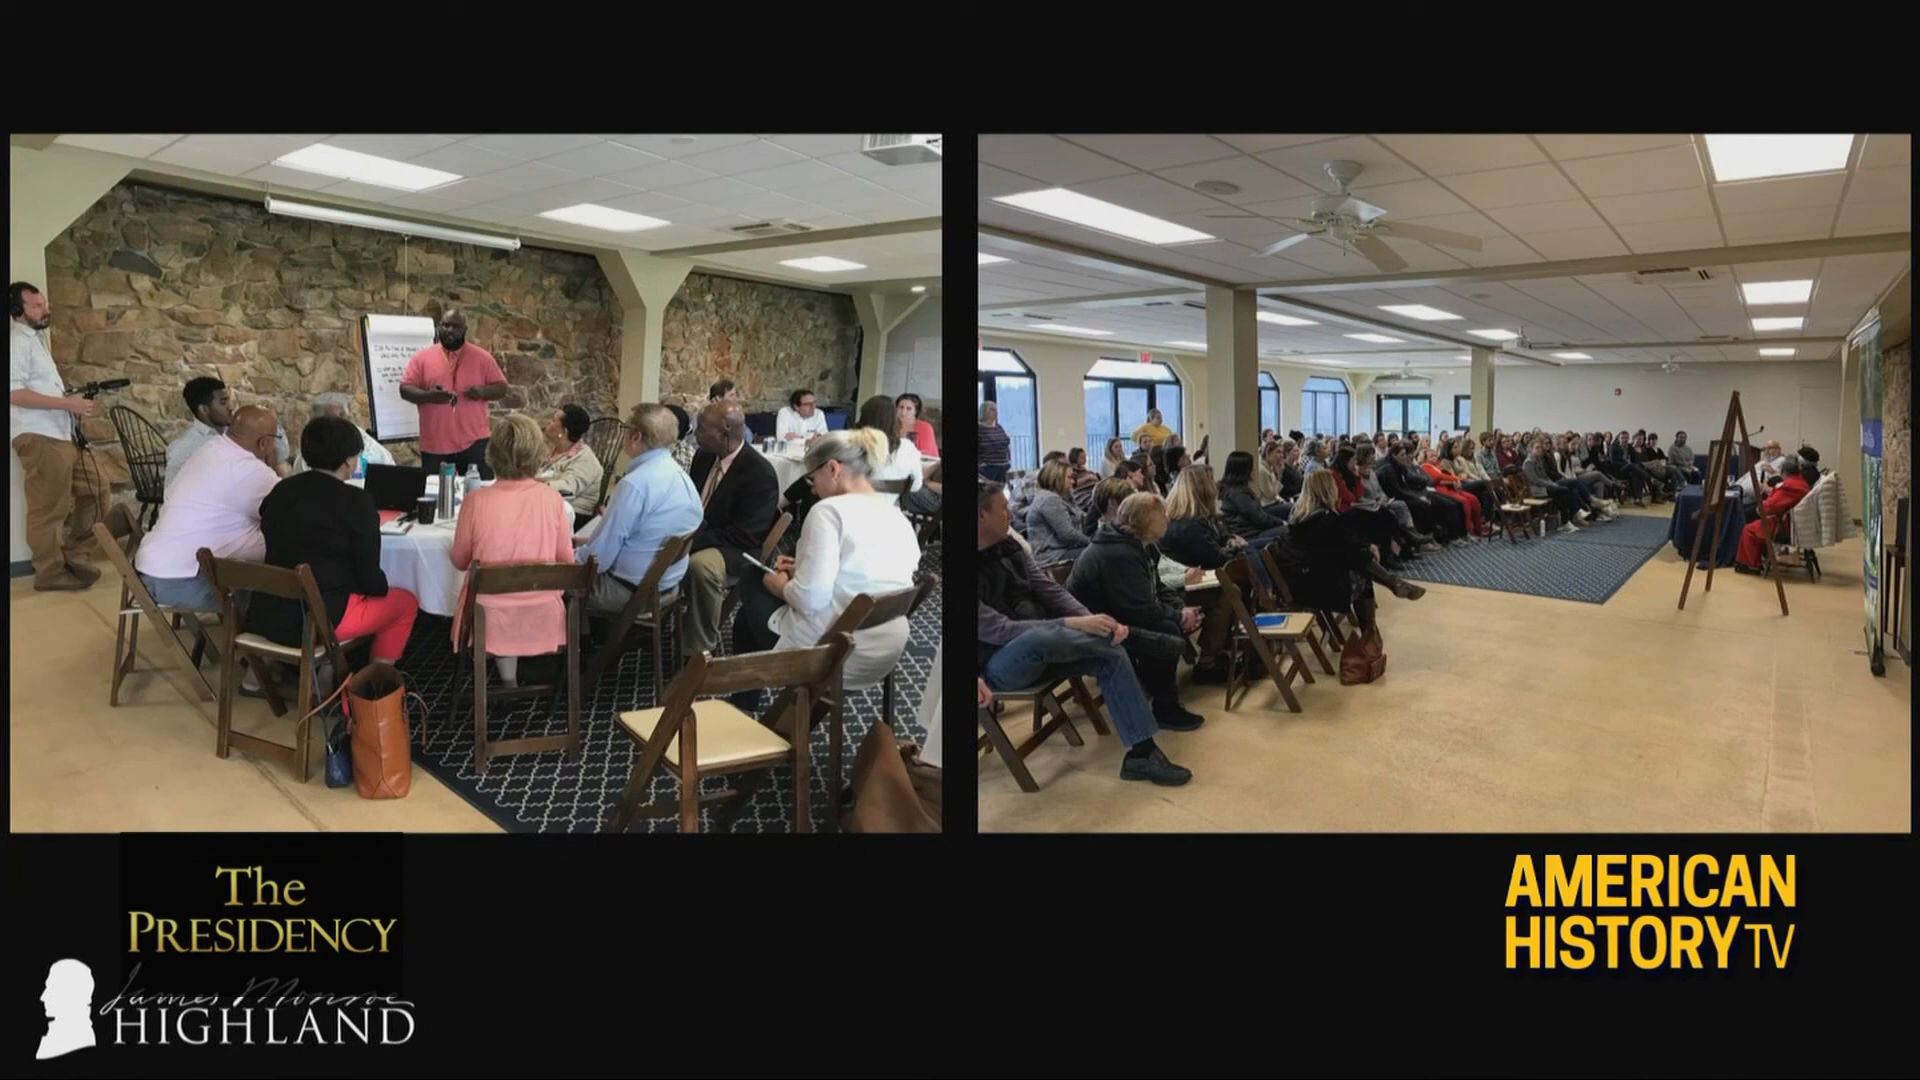 The
PRESIDENCY
James Monroe
HIGHLAND
AMERICAN
HISTORY TV